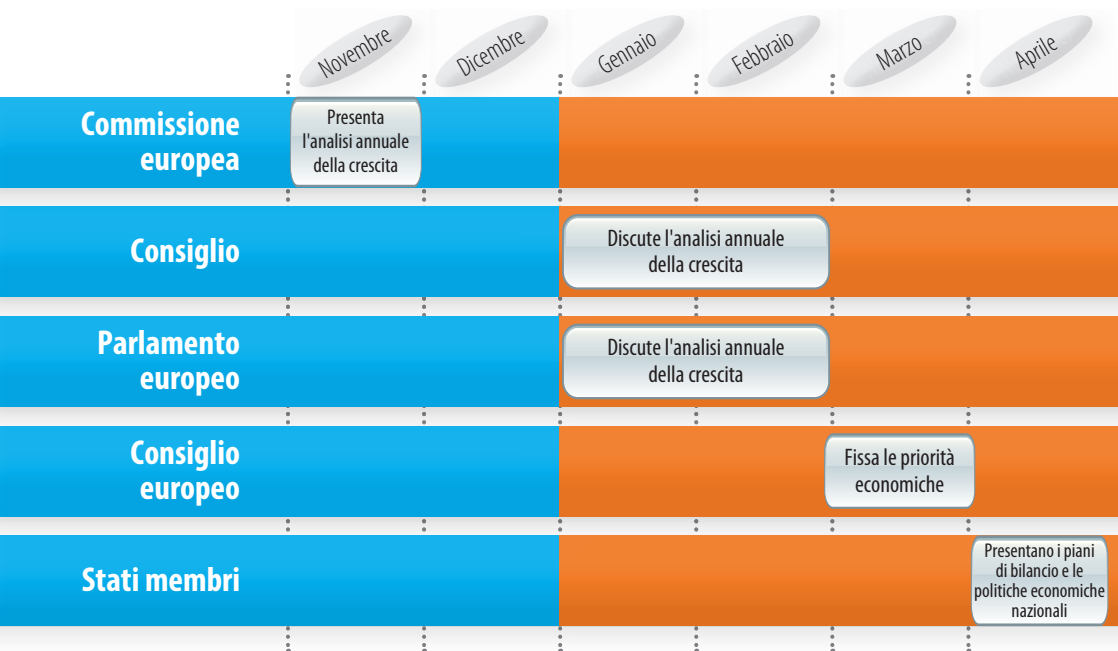 Novembre
Dicembre
Gennaio
Febbraio
Marzo
Aprile
Commissione
europea
Presenta
l'analisi annuale
della crescita
Consiglio
Discute l'analisi annuale
della crescita
Parlamento
europeo
Discute l'analisi annuale
della crescita
Consiglio
europeo
Fissa le priorità
economiche
Stati membri
Presentano i piani
di bilancio e le
politiche economiche
nazionali